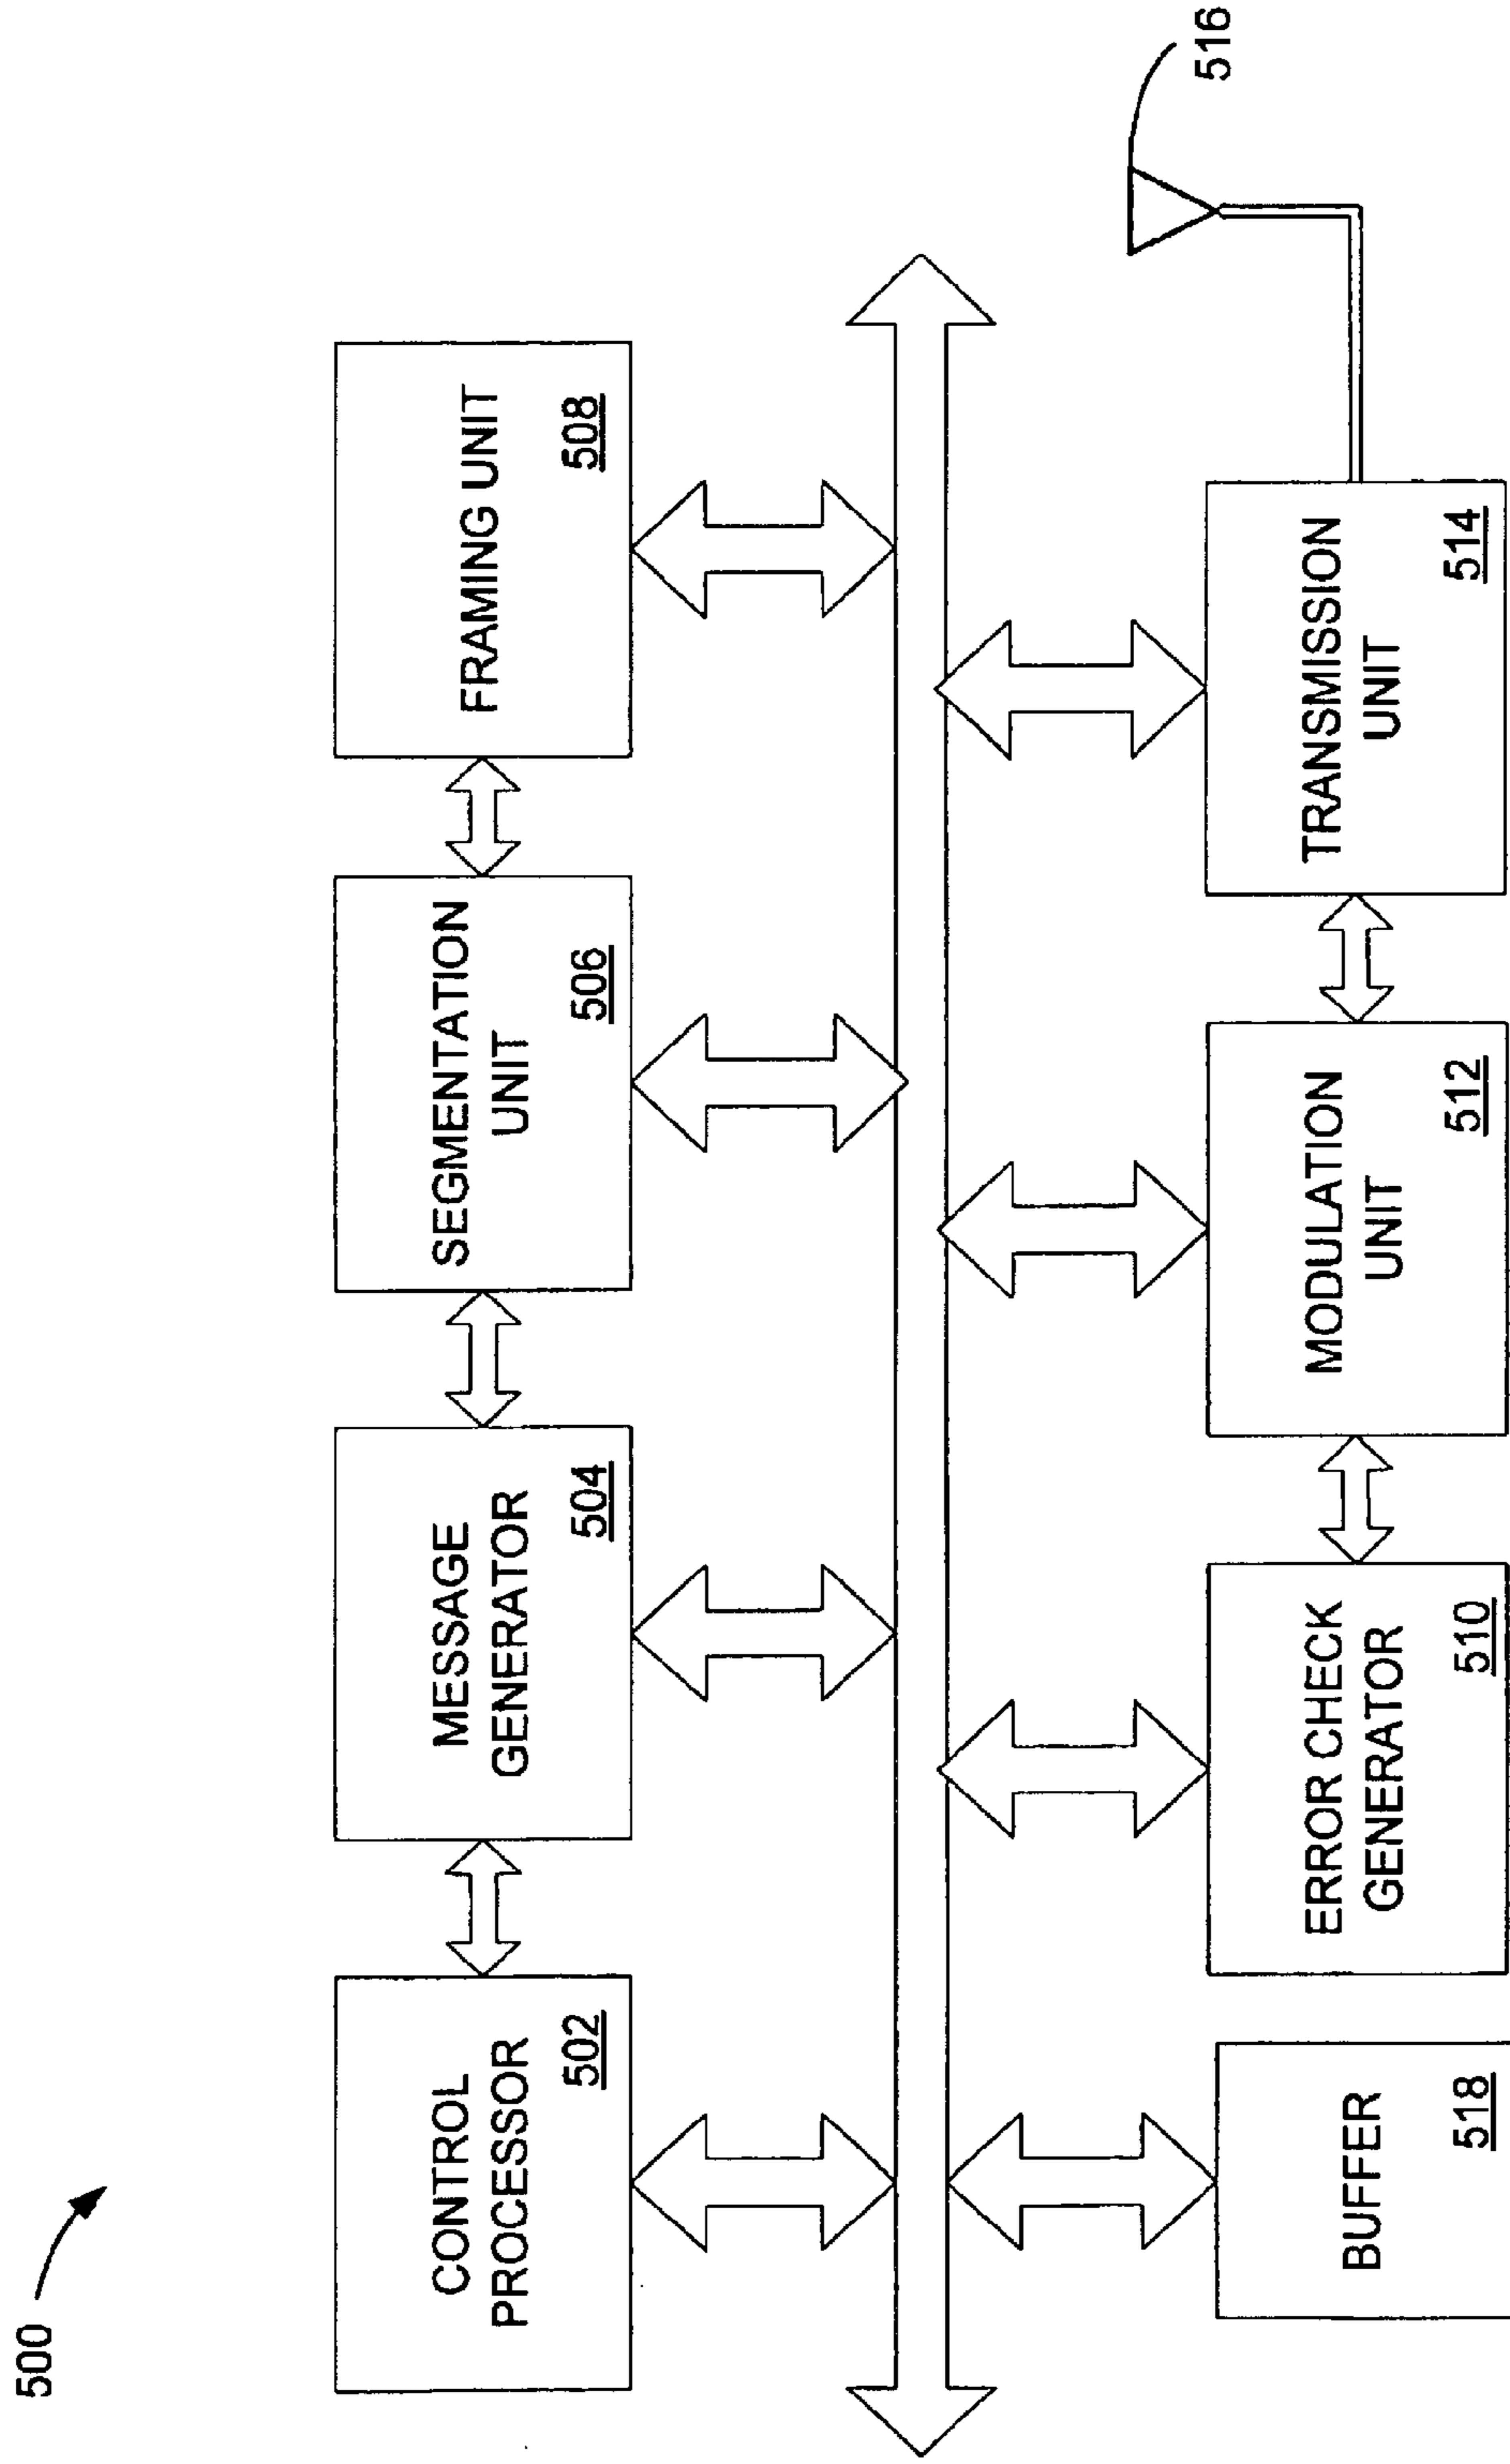 500
CONTROL
PROCESSOR
502
MESSAGE
GENERATOR
504
SEGMENTATION
UNIT
506
FRAMING UNIT
508
BUFFER
518
ERROR CHECK
GENERATOR
510
MODULATION
UNIT
512
TRANSMISSION
UNIT
514
516